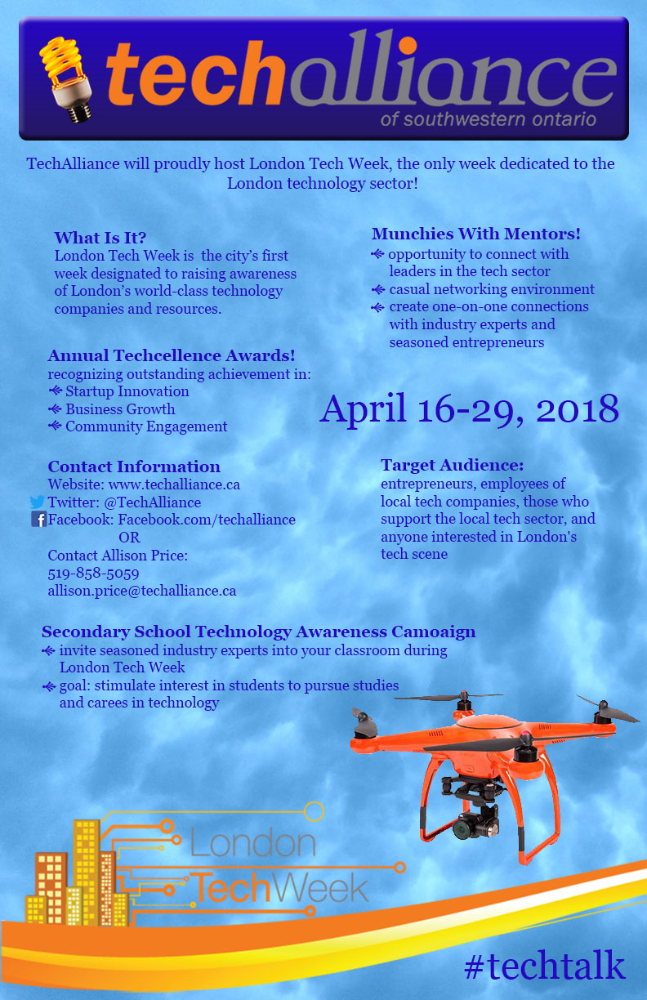 techalliance
of southwestern ontario
TechAlliance will proudly host London Tech Week, the only week dedicated to the
London technology sector!
What Is It?
London Tech Week is the city's first
week designated to raising awareness
of London's world-class technology
companies and resources.
Munchies With Mentors!
opportunity to connect with
leaders in the tech sector
casual networking environment
create one-on-one connections
with industry experts and
seasoned entrepreneurs
Annual Techcellence Awards!
recognizing outstanding achievement in:
Startup Innovation
Business Growth
Community Engagement
April 16-29, 2018
Contact Information
Website: www.techalliance.ca
Twitter: @TechAlliance
Facebook: Facebook.com/techalliance
OR
Contact Allison Price:
519-858-5059
allison.price@techalliance.ca
Target Audience:
entrepreneurs, employees of
local tech companies, those who
support the local tech sector, and
anyone interested in London's
tech scene
Secondary School Technology Awareness Camoaign
invite seasoned industry experts into your classroom during
London Tech Week
goal: stimulate interest in students to pursue studies
and carees in technology
London
TechWeek
#techtalk